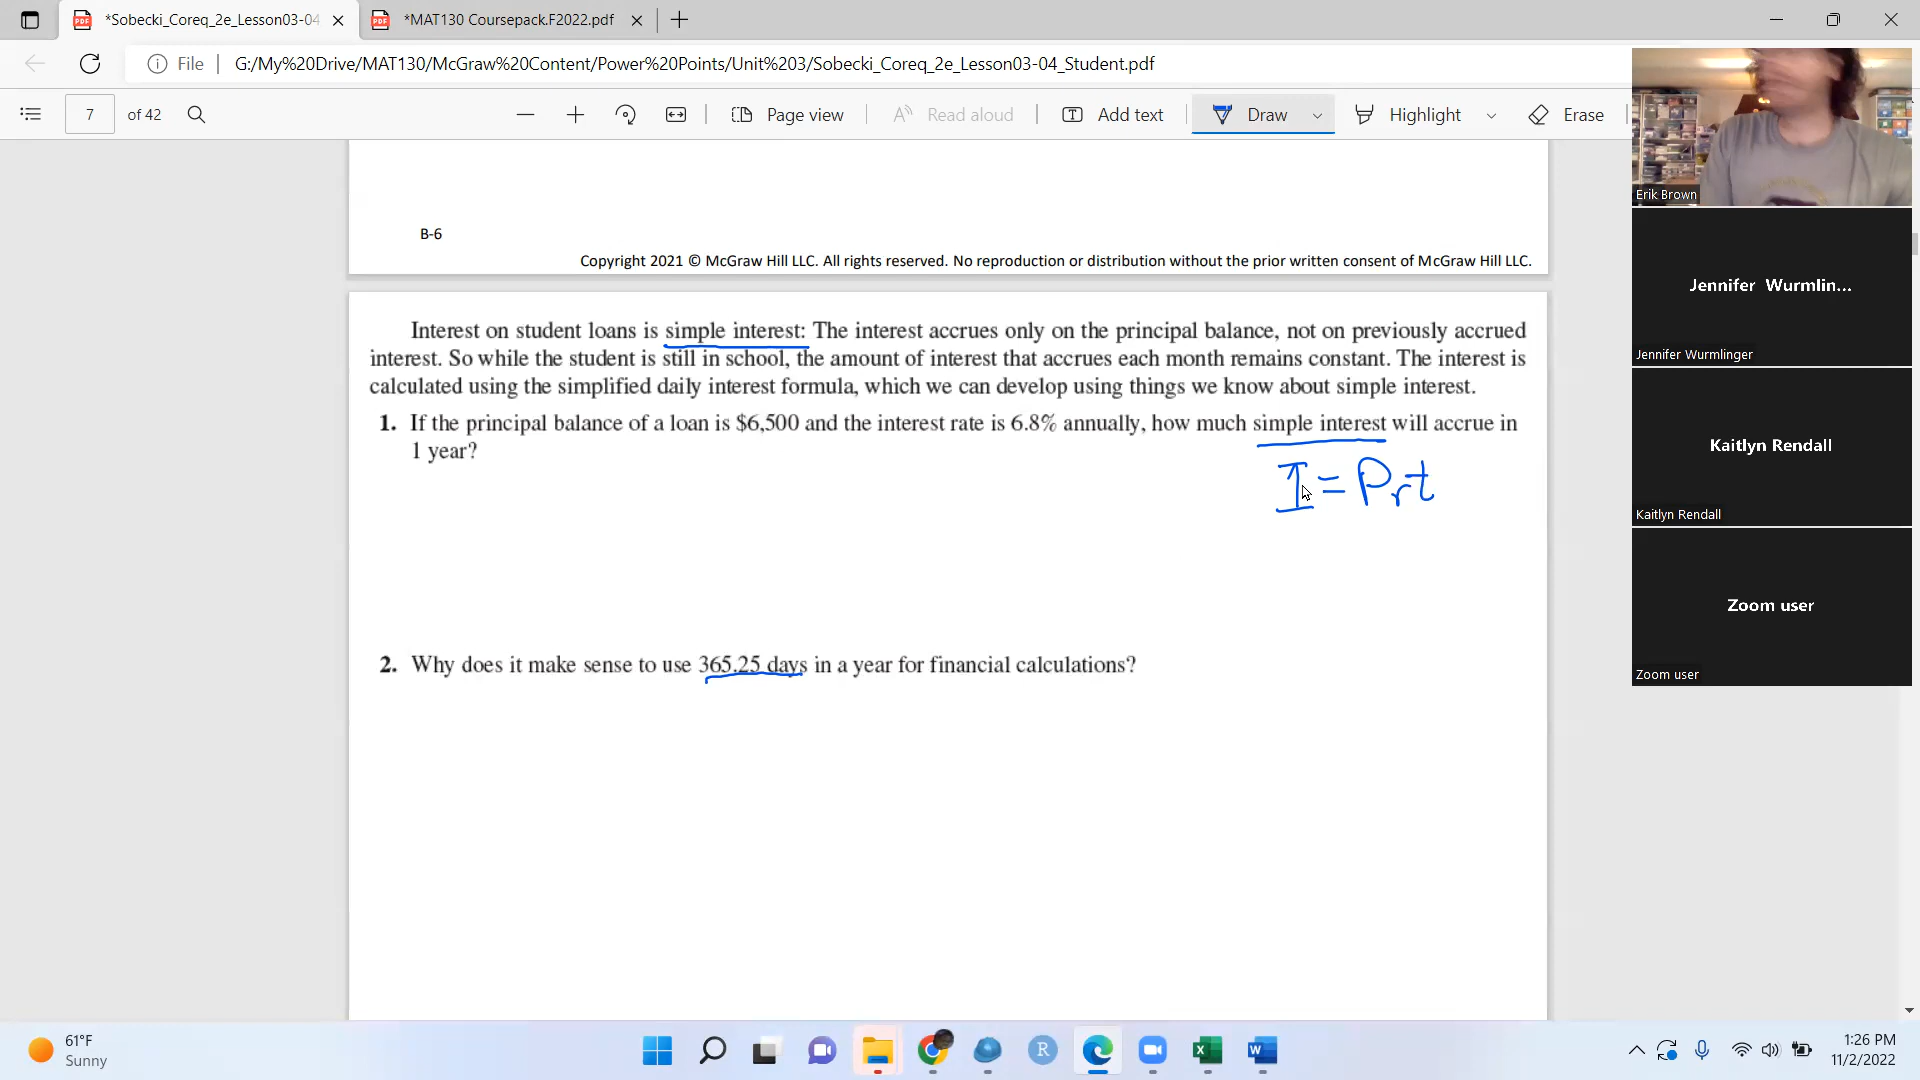 *Sobecki_Coreq_2e_Lesson03-04
*MAT130 Coursepack.F2022.pdf
File
G:/My%20Drive/MAT130/McGraw%20Content/Power%20Points/Unit%203/Sobecki_Coreq_2e_Lesson03-04_Student.pdf
7 of 42
Page view
Read aloud
Add text
Draw
Highlight
Erase
B-6
Copyright 2021 © McGraw Hill LLC. All rights reserved. No reproduction or distribution without the prior written consent of McGraw Hill LLC.
Interest on student loans is simple interest: The interest accrues only on the principal balance, not on previously accrued
interest. So while the student is still in school, the amount of interest that accrues each month remains constant. The interest is
calculated using the simplified daily interest formula, which we can develop using things we know about simple interest.
1. If the principal balance of a loan is $6,500 and the interest rate is 6.8% annually, how much simple interest will accrue in
1 year?
I = Prt
2. Why does it make sense to use 365.25 days in a year for financial calculations?
Erik Brown
Jennifer Wurmlin...
Jennifer Wurmlinger
Kaitlyn Rendall
Kaitlyn Rendall
Zoom user
Zoom user
61°F
Sunny
1:26 PM
11/2/2022